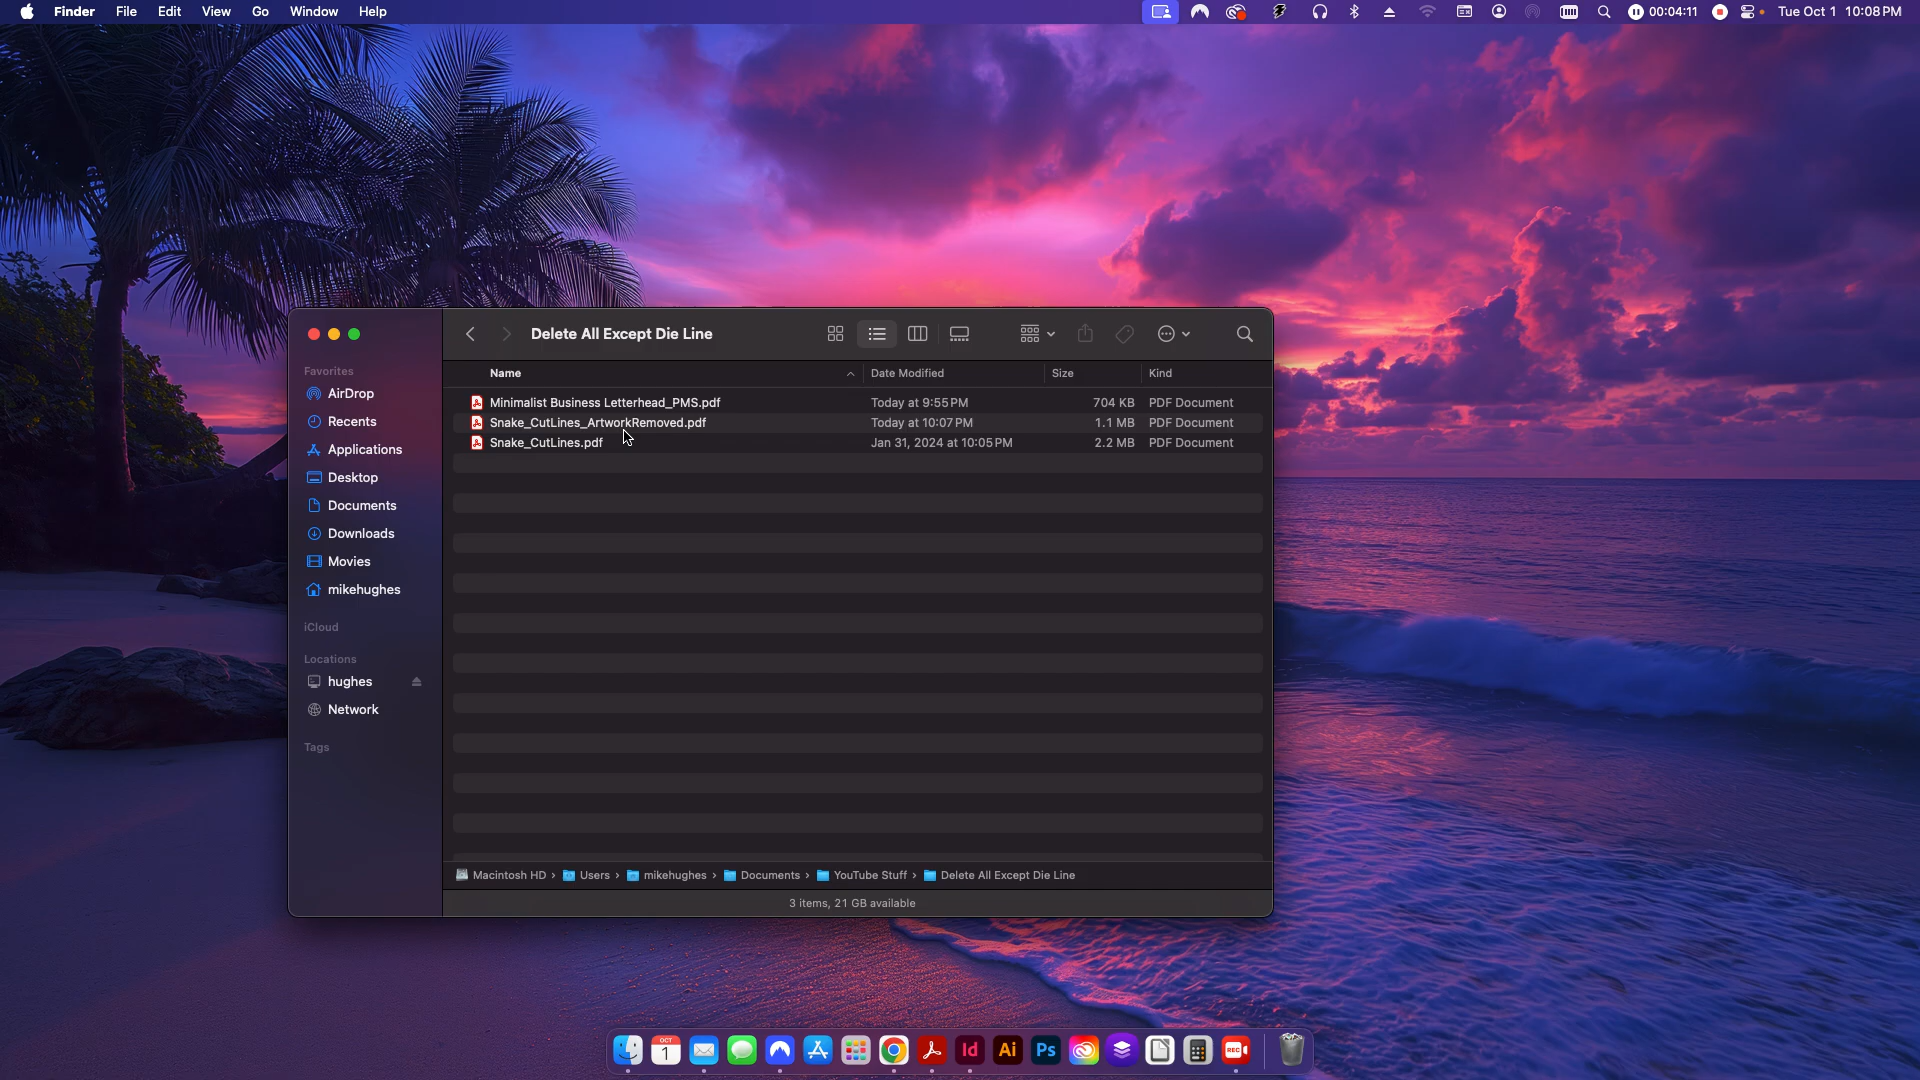 Finder File Edit View Go Window Help
00:04:11 Tue Oct 1 10:08 PM
Delete All Except Die Line
Favorites
AirDrop
Recents
Applications
Desktop
Documents
Downloads
Movies
mikehughes
iCloud
Locations
hughes
Network
Tags
Name Date Modified Size Kind
Minimalist Business Letterhead_PMS.pdf Today at 9:55 PM 704 KB PDF Document
Snake_CutLines_ArtworkRemoved.pdf Today at 10:07 PM 1.1 MB PDF Document
Snake_CutLines.pdf Jan 31, 2024 at 10:05 PM 2.2 MB PDF Document
Macintosh HD › Users › mikehughes › Documents › YouTube Stuff › Delete All Except Die Line
3 items, 21 GB available
OCT
1
Id Ai Ps REC